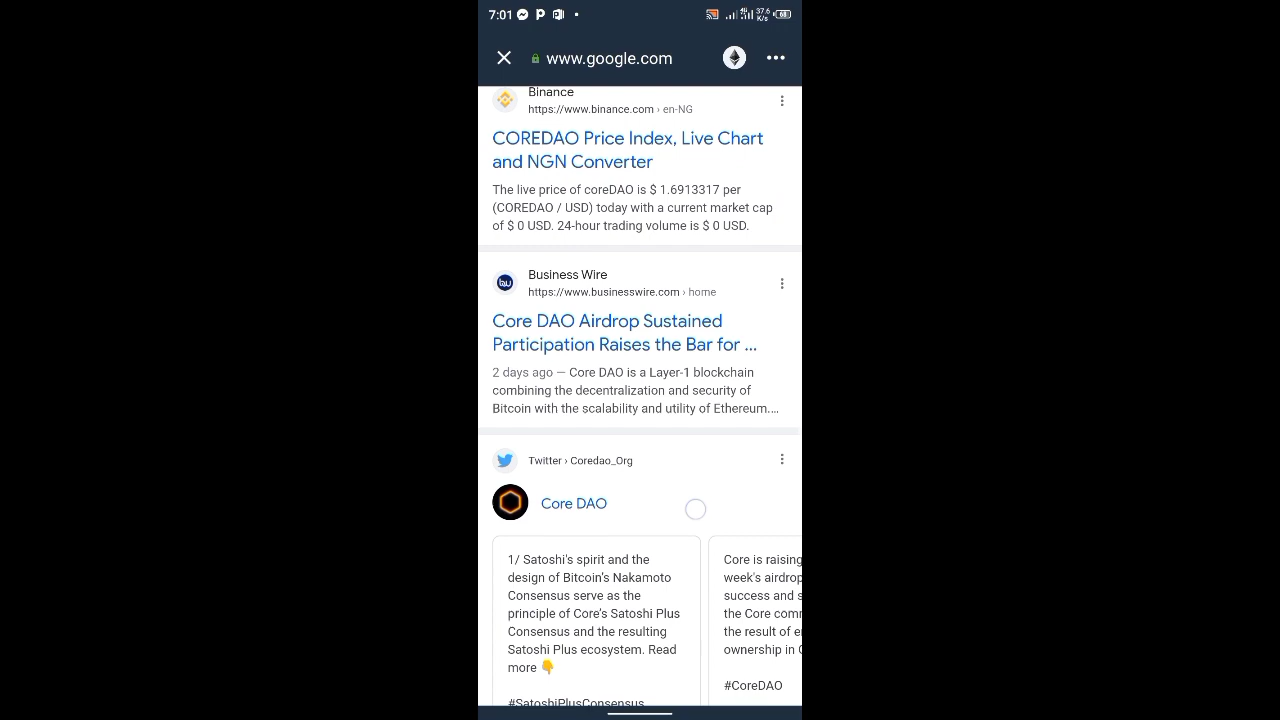 7:01
37.6
K/s
68
www.google.com
Binance
https://www.binance.com › en-NG
COREDAO Price Index, Live Chart
and NGN Converter
The live price of coreDAO is $ 1.6913317 per
(COREDAO / USD) today with a current market cap
of $ 0 USD. 24-hour trading volume is $ 0 USD.
Business Wire
https://www.businesswire.com › home
Core DAO Airdrop Sustained
Participation Raises the Bar for ...
2 days ago — Core DAO is a Layer-1 blockchain
combining the decentralization and security of
Bitcoin with the scalability and utility of Ethereum....
Twitter › Coredao_Org
Core DAO
1/ Satoshi's spirit and the
design of Bitcoin's Nakamoto
Consensus serve as the
principle of Core's Satoshi Plus
Consensus and the resulting
Satoshi Plus ecosystem. Read
more 👇
#SatoshiPlusConsensus
Core is raising
week's airdrop
success and s
the Core com
the result of e
ownership in
#CoreDAO